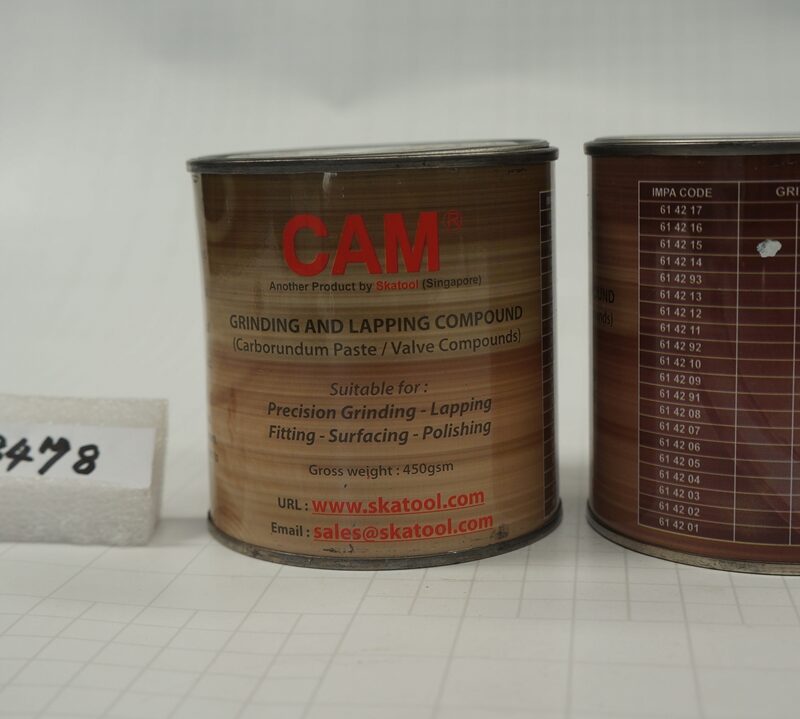 CAM®
Another Product by Skatool (Singapore)
GRINDING AND LAPPING COMPOUND
(Carborundum Paste / Valve Compounds)
Suitable for :
Precision Grinding - Lapping
Fitting - Surfacing - Polishing
Gross weight : 450gsm
URL : www.skatool.com
Email : sales@skatool.com
478
IMPA CODE
GRI
61 42 17
61 42 16
61 42 15
61 42 14
61 42 93
61 42 13
61 42 12
61 42 11
61 42 92
61 42 10
61 42 09
61 42 91
61 42 08
61 42 07
61 42 06
61 42 05
61 42 04
61 42 03
61 42 02
61 42 01
OUND
nds)